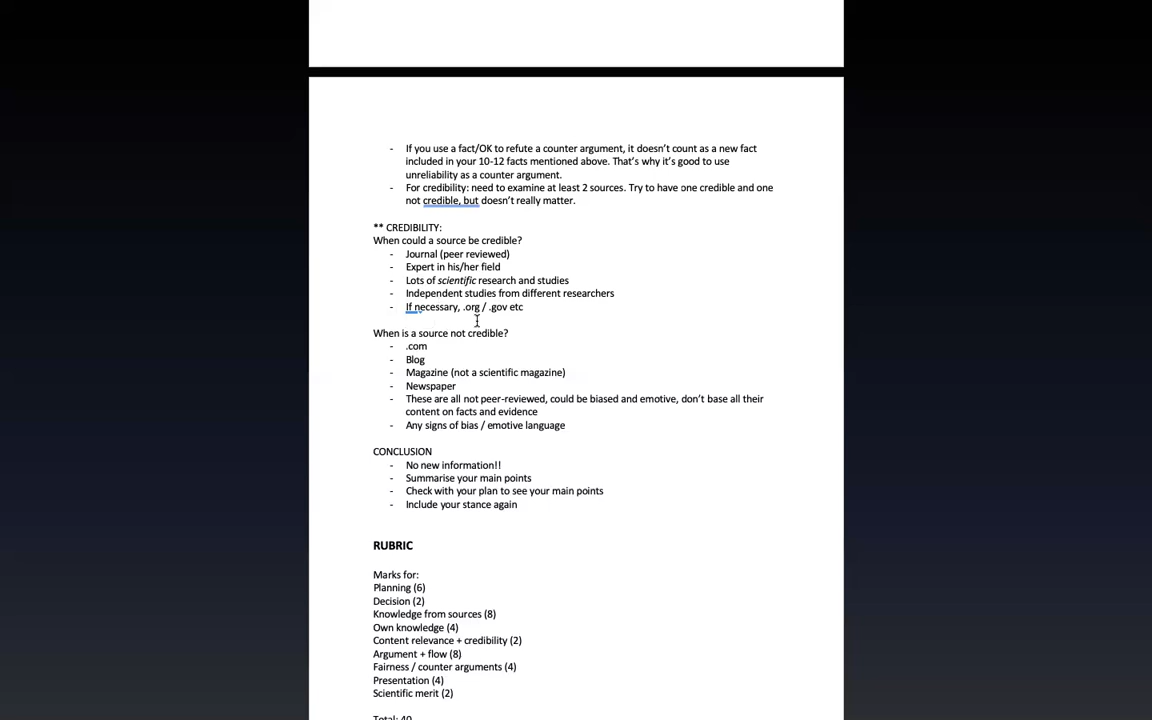 - If you use a fact/OK to refute a counter argument, it doesn't count as a new fact
included in your 10-12 facts mentioned above. That's why it's good to use
unreliability as a counter argument.
- For credibility: need to examine at least 2 sources. Try to have one credible and one
not credible, but doesn't really matter.
** CREDIBILITY:
When could a source be credible?
- Journal (peer reviewed)
- Expert in his/her field
- Lots of scientific research and studies
- Independent studies from different researchers
- If necessary, .org / .gov etc
When is a source not credible?
- .com
- Blog
- Magazine (not a scientific magazine)
- Newspaper
- These are all not peer-reviewed, could be biased and emotive, don't base all their
content on facts and evidence
- Any signs of bias / emotive language
CONCLUSION
- No new information!!
- Summarise your main points
- Check with your plan to see your main points
- Include your stance again
RUBRIC
Marks for:
Planning (6)
Decision (2)
Knowledge from sources (8)
Own knowledge (4)
Content relevance + credibility (2)
Argument + flow (8)
Fairness / counter arguments (4)
Presentation (4)
Scientific merit (2)
Total: 40